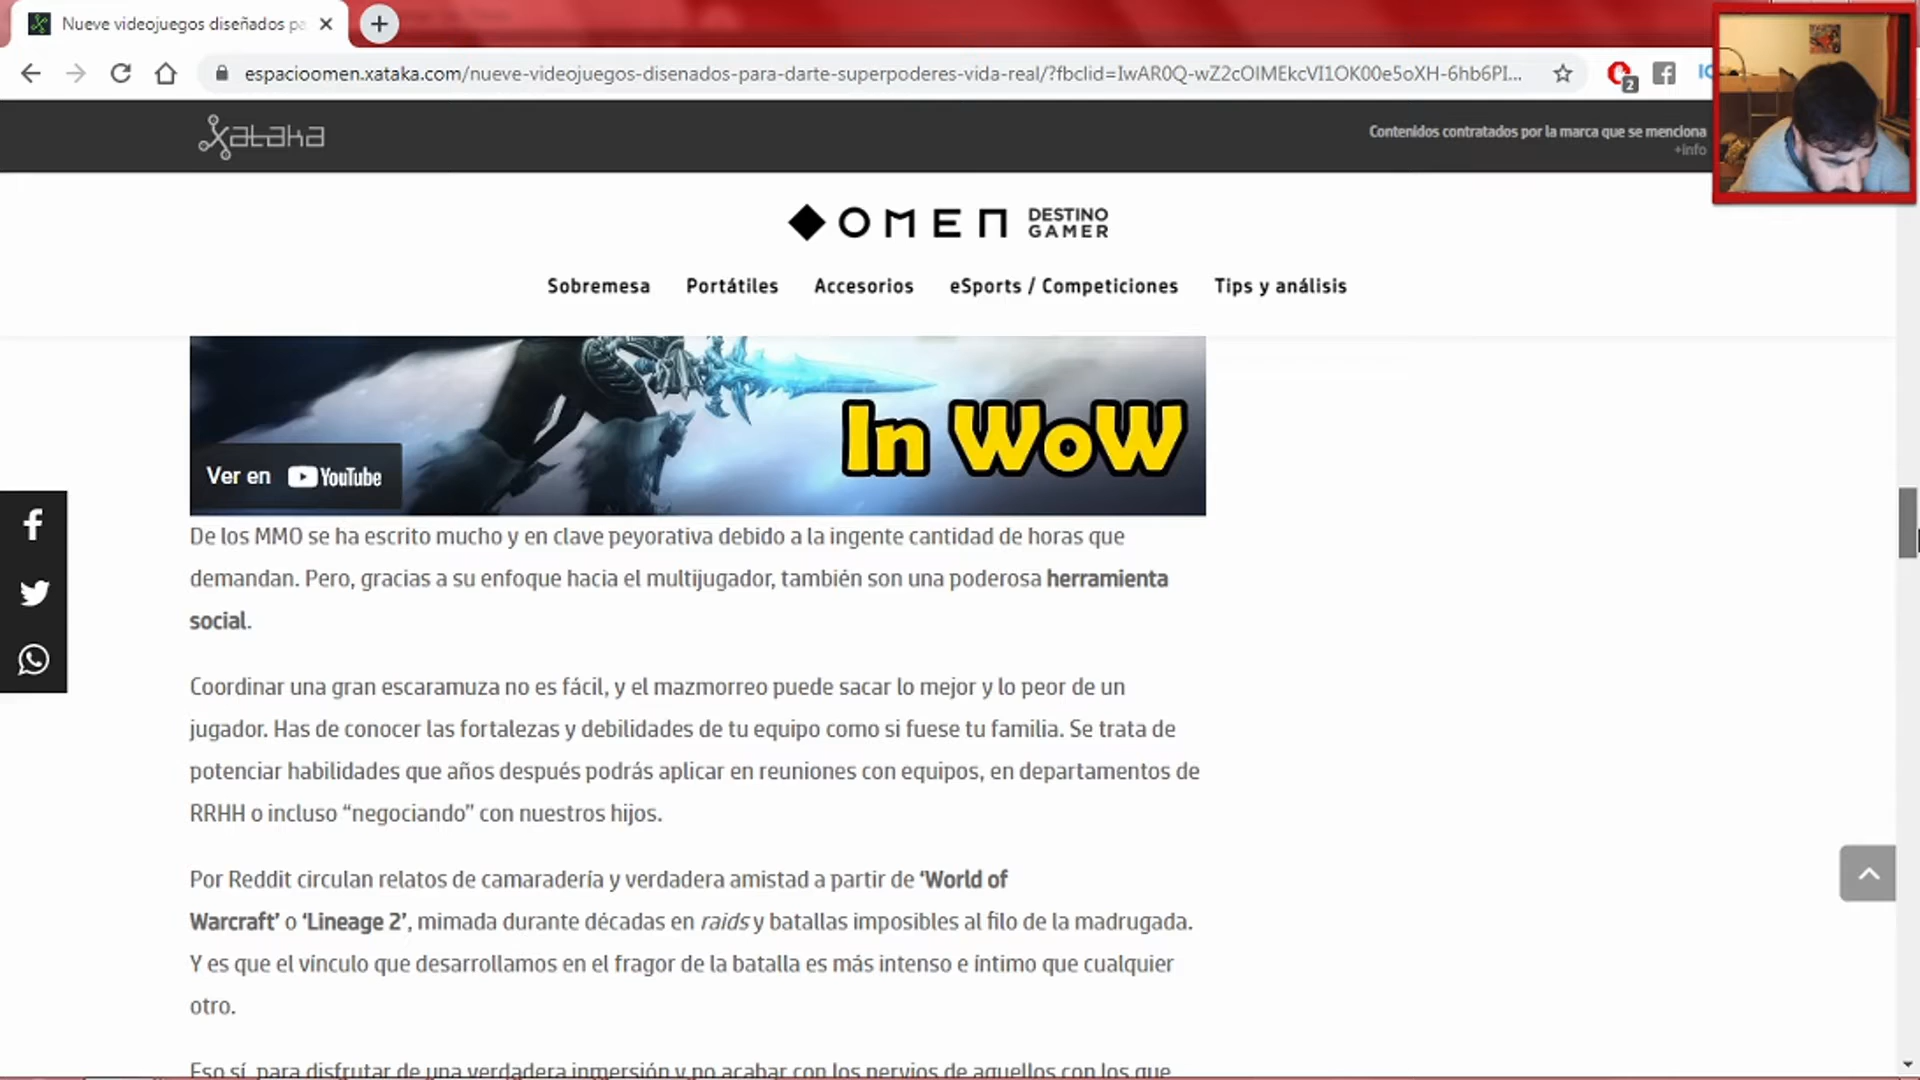 Nueve videojuegos diseñados pa
espacioomen.xataka.com/nueve-videojuegos-disenados-para-darte-superpoderes-vida-real/?fbclid=IwAR0Q-wZ2cOIMEkcVI1OK00e5oXH-6hb6PI...
2
xataka
Contenidos contratados por la marca que se menciona
+info
OMEN DESTINO
GAMER
Sobremesa Portátiles Accesorios eSports / Competiciones Tips y análisis
In WoW
Ver en YouTube
De los MMO se ha escrito mucho y en clave peyorativa debido a la ingente cantidad de horas que
demandan. Pero, gracias a su enfoque hacia el multijugador, también son una poderosa herramienta
social.
Coordinar una gran escaramuza no es fácil, y el mazmorreo puede sacar lo mejor y lo peor de un
jugador. Has de conocer las fortalezas y debilidades de tu equipo como si fuese tu familia. Se trata de
potenciar habilidades que años después podrás aplicar en reuniones con equipos, en departamentos de
RRHH o incluso “negociando” con nuestros hijos.
Por Reddit circulan relatos de camaradería y verdadera amistad a partir de ‘World of
Warcraft’ o ‘Lineage 2’, mimada durante décadas en raids y batallas imposibles al filo de la madrugada.
Y es que el vínculo que desarrollamos en el fragor de la batalla es más intenso e íntimo que cualquier
otro.
Eso sí, para disfrutar de una verdadera inmersión y no acabar con los nervios de aquellos con los que